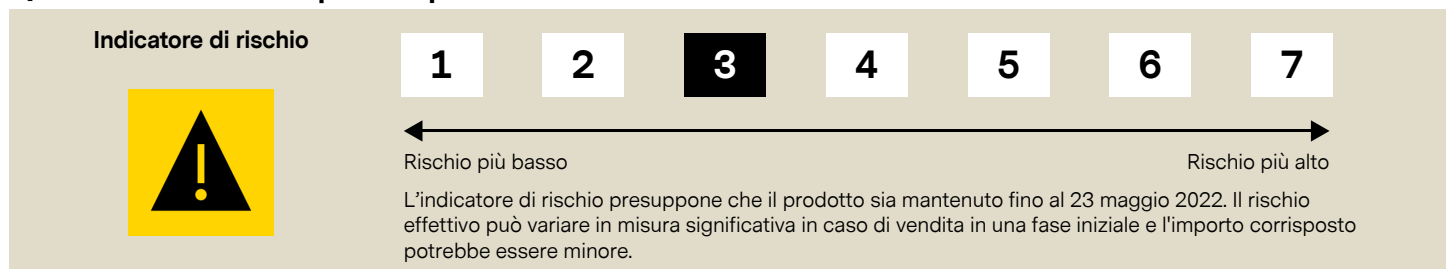 Indicatore di rischio
1 2 3 4 5 6 7
Rischio più basso Rischio più alto
L'indicatore di rischio presuppone che il prodotto sia mantenuto fino al 23 maggio 2022. Il rischio
effettivo può variare in misura significativa in caso di vendita in una fase iniziale e l'importo corrisposto
potrebbe essere minore.